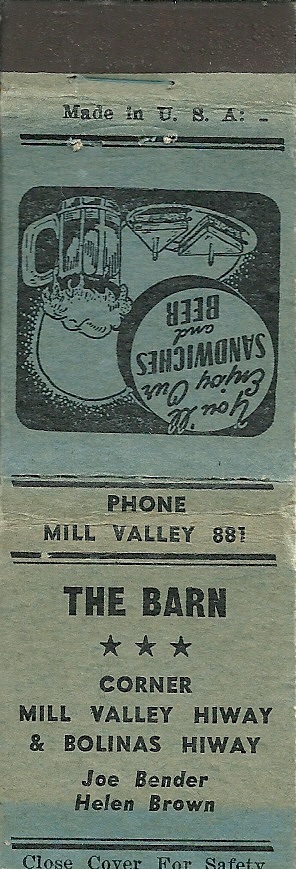 Made in U. S. A:
You'll
Enjoy Our
SANDWICHES
and
BEER
PHONE
MILL VALLEY 881
THE BARN
CORNER
MILL VALLEY HIWAY
& BOLINAS HIWAY
Joe Bender
Helen Brown
Close Cover For Safety